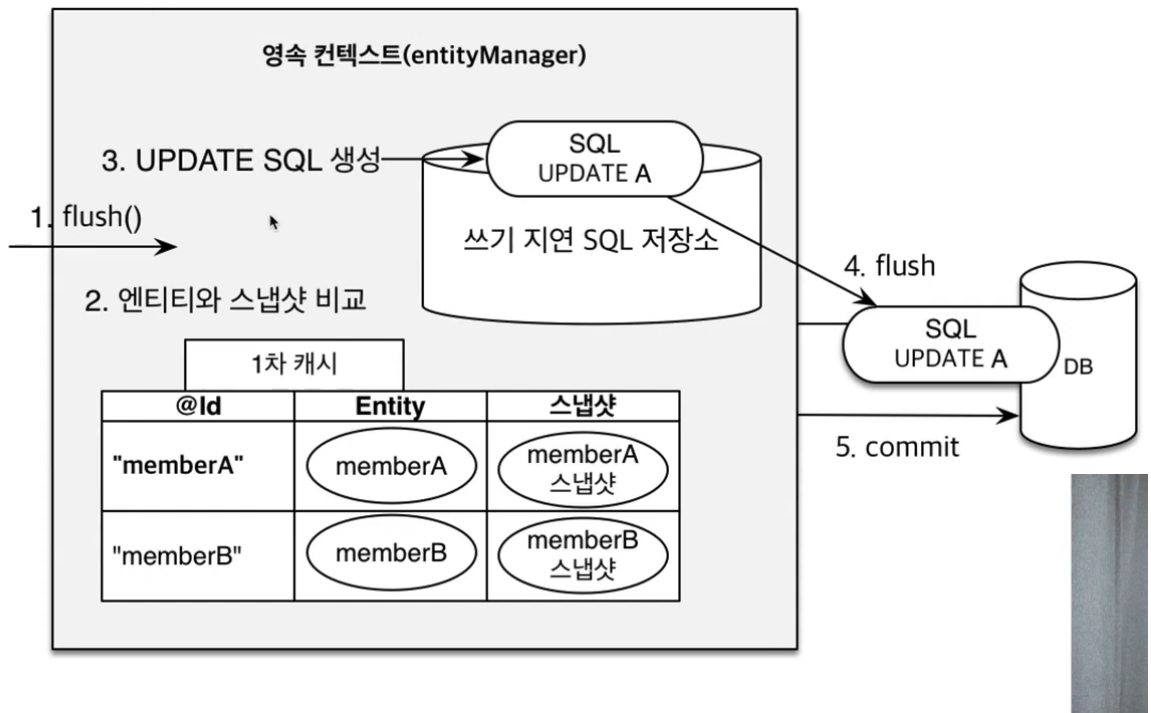 영속 컨텍스트(entityManager)
3. UPDATE SQL 생성
SQL
UPDATE A
1. flush()
쓰기 지연 SQL 저장소
2. 엔티티와 스냅샷 비교
4. flush
SQL
UPDATE A
DB
5. commit
1차 캐시
@Id Entity 스냅샷
"memberA" memberA memberA
스냅샷
"memberB" memberB memberB
스냅샷